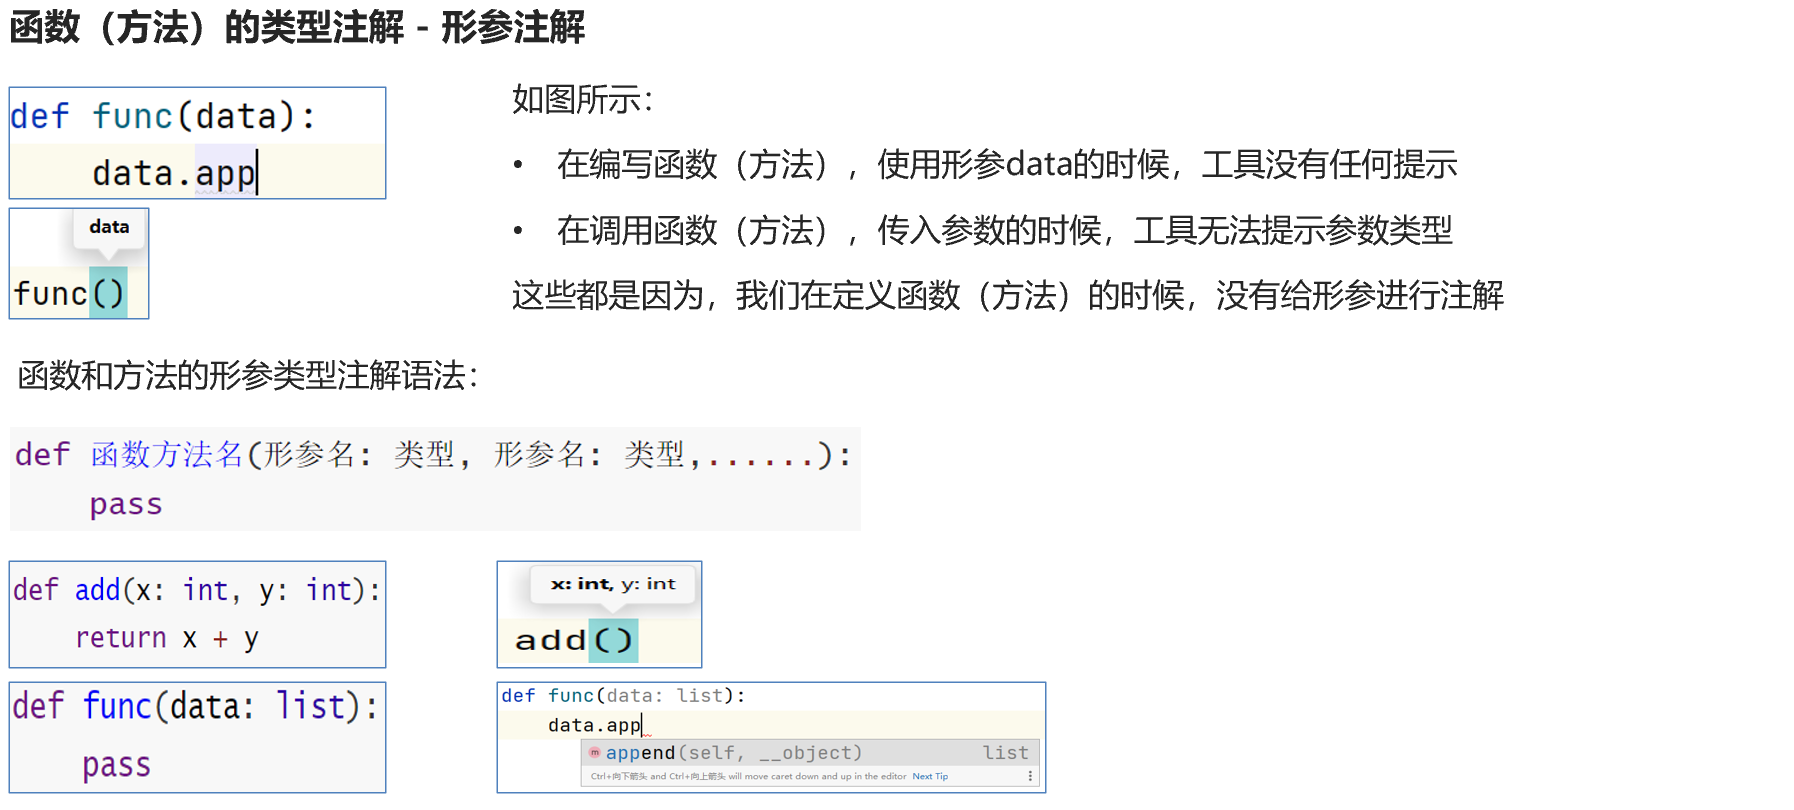 函数（方法）的类型注解 - 形参注解
def func(data):
    data.app
data
func()
如图所示：
• 在编写函数（方法），使用形参data的时候，工具没有任何提示
• 在调用函数（方法），传入参数的时候，工具无法提示参数类型
这些都是因为，我们在定义函数（方法）的时候，没有给形参进行注解
函数和方法的形参类型注解语法：
def 函数方法名(形参名: 类型, 形参名: 类型,......):
    pass
def add(x: int, y: int):
    return x + y
x: int, y: int
add()
def func(data: list):
    pass
def func(data: list):
    data.app
m append(self, __object) list
Ctrl+向下箭头 and Ctrl+向上箭头 will move caret down and up in the editor Next Tip